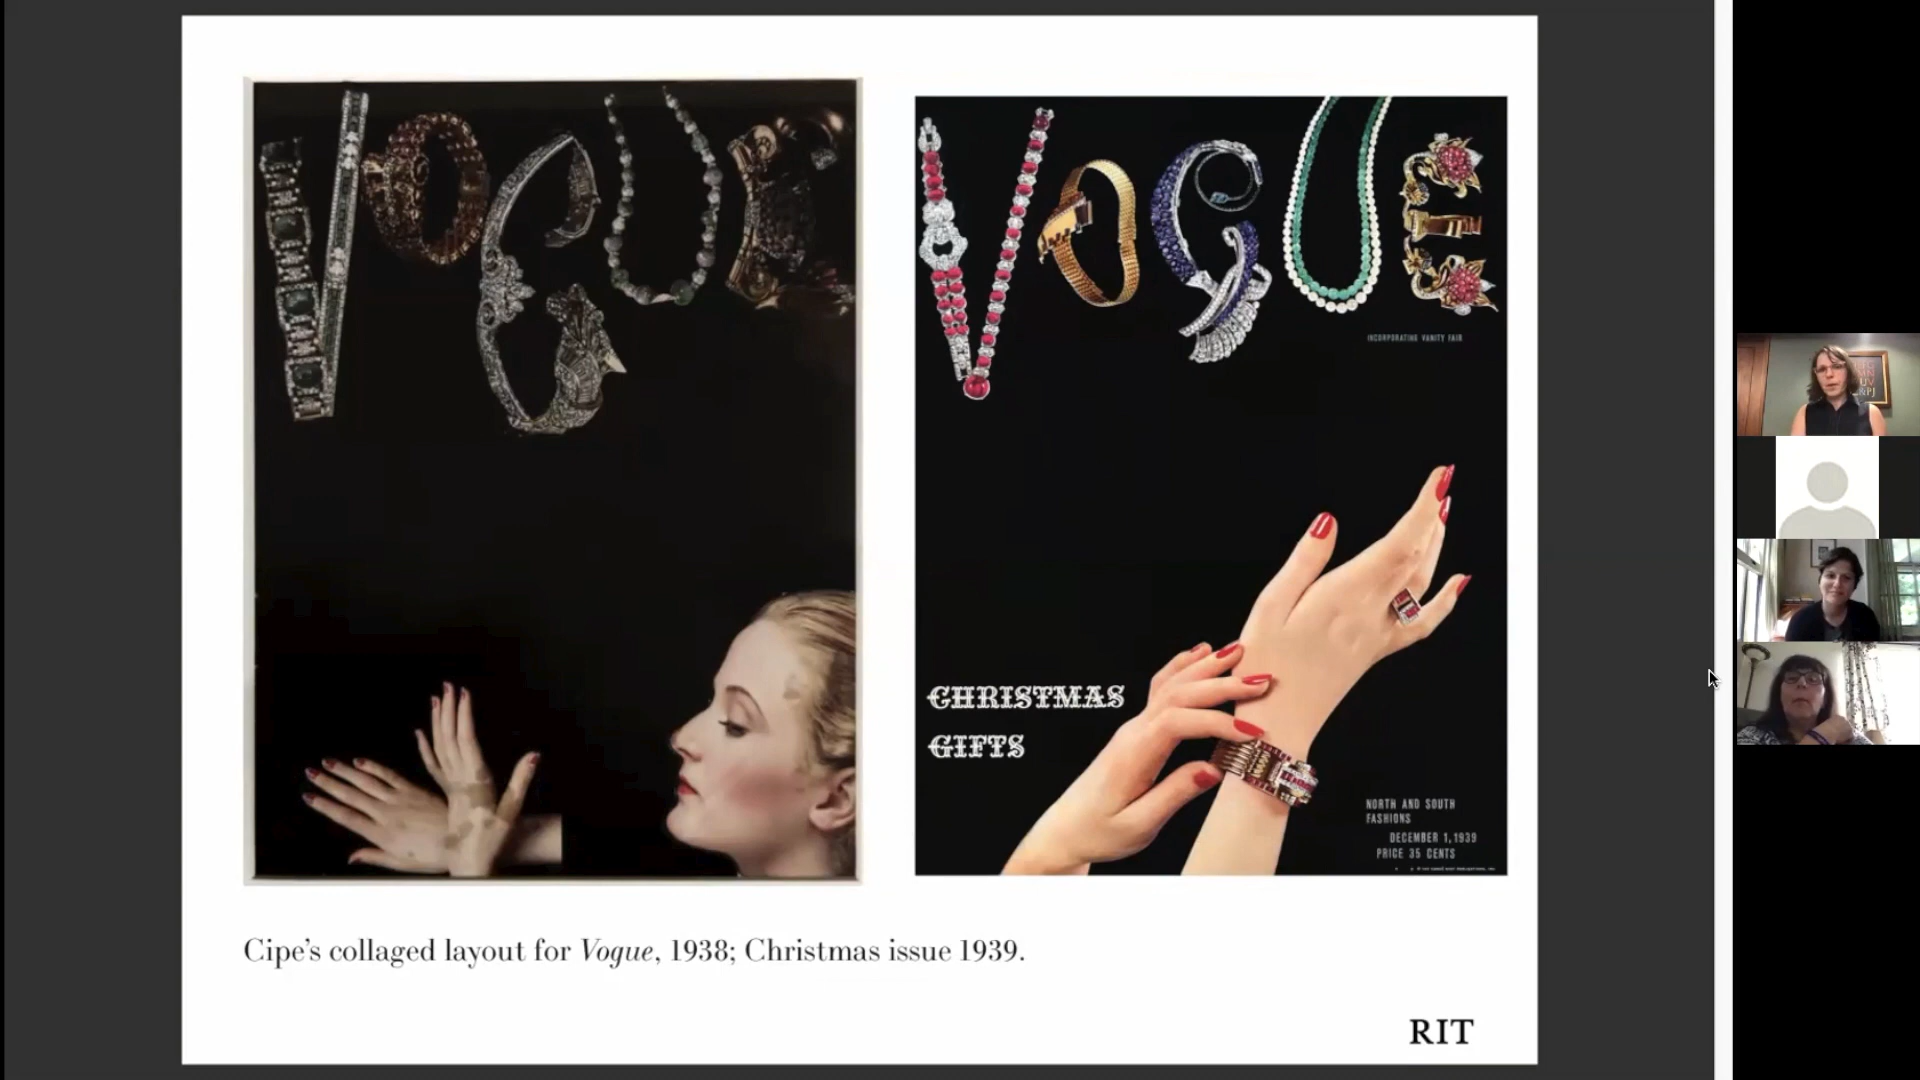 VOGUE
VOGUE
INCORPORATING VANITY FAIR
CHRISTMAS
GIFTS
NORTH AND SOUTH
FASHIONS
DECEMBER 1, 1939
PRICE 35 CENTS
Cipe's collaged layout for Vogue, 1938; Christmas issue 1939.
RIT